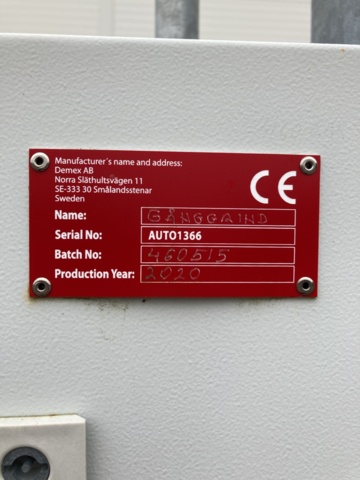 Manufacturer´s name and address:
Demex AB
Norra Släthultsvägen 11
SE-333 30 Smålandsstenar
Sweden
CE
Name: GÅNGGRIND
Serial No: AUTO1366
Batch No: 460515
Production Year: 2020